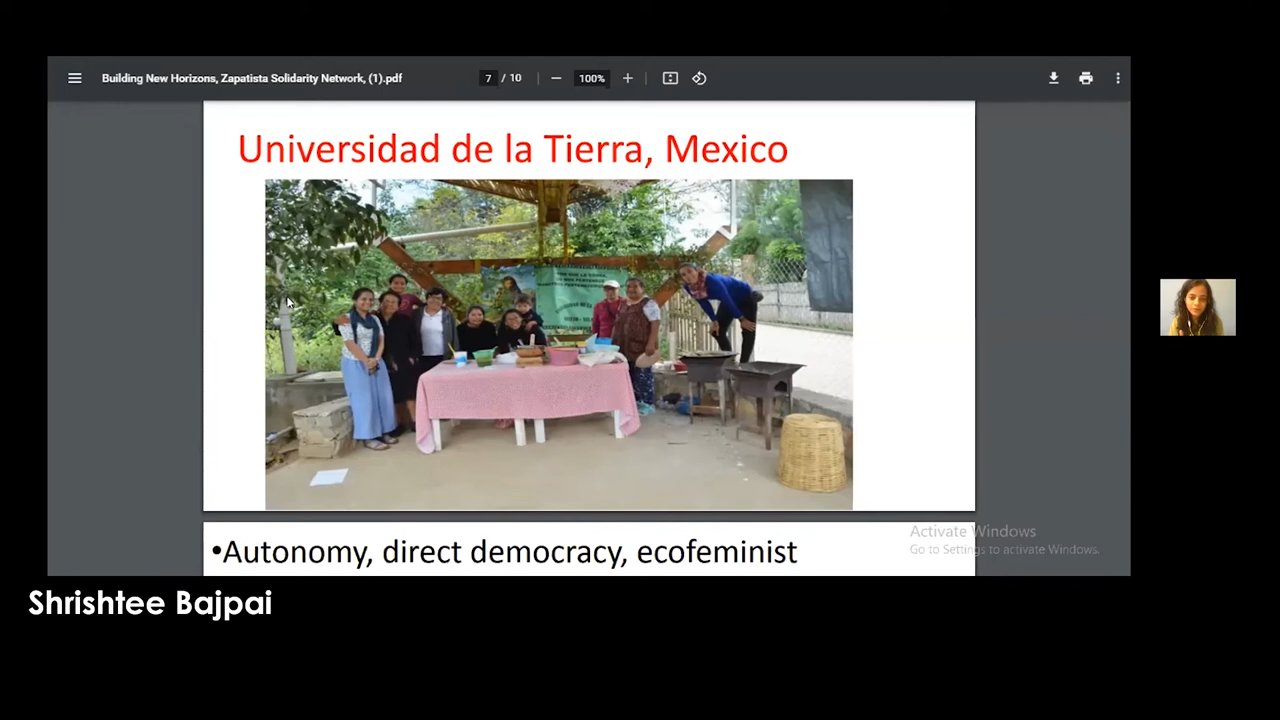 Building New Horizons, Zapatista Solidarity Network, (1).pdf
7 / 10
100%
Universidad de la Tierra, Mexico
•Autonomy, direct democracy, ecofeminist
Activate Windows
Go to Settings to activate Windows.
Shrishtee Bajpai